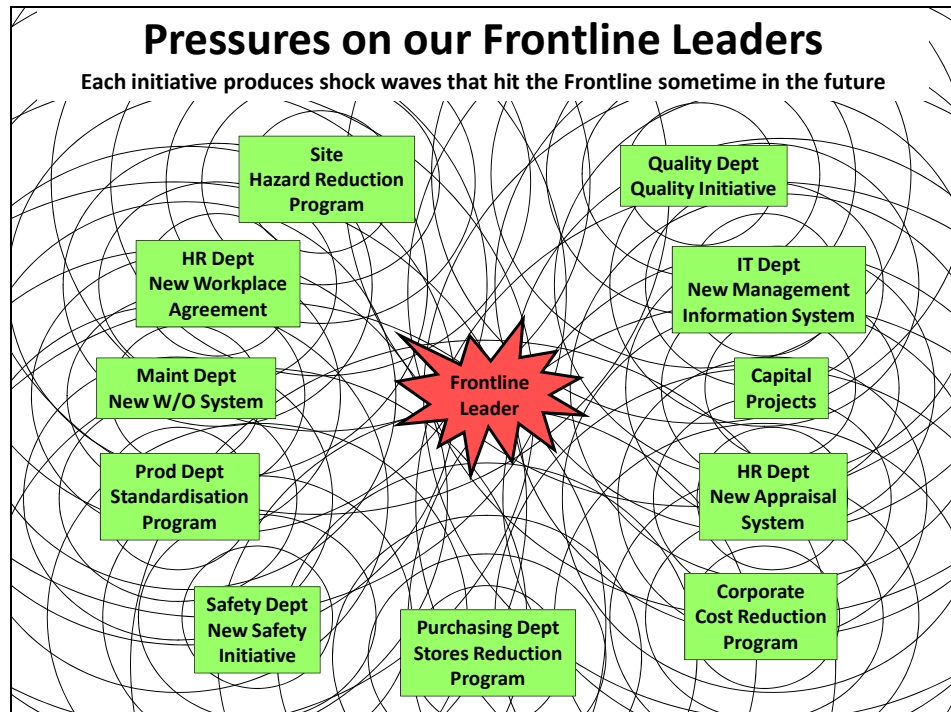 Pressures on our Frontline Leaders
Each initiative produces shock waves that hit the Frontline sometime in the future
Site
Hazard Reduction
Program
Quality Dept
Quality Initiative
HR Dept
New Workplace
Agreement
IT Dept
New Management
Information System
Maint Dept
New W/O System
Frontline
Leader
Capital
Projects
Prod Dept
Standardisation
Program
HR Dept
New Appraisal
System
Safety Dept
New Safety
Initiative
Purchasing Dept
Stores Reduction
Program
Corporate
Cost Reduction
Program